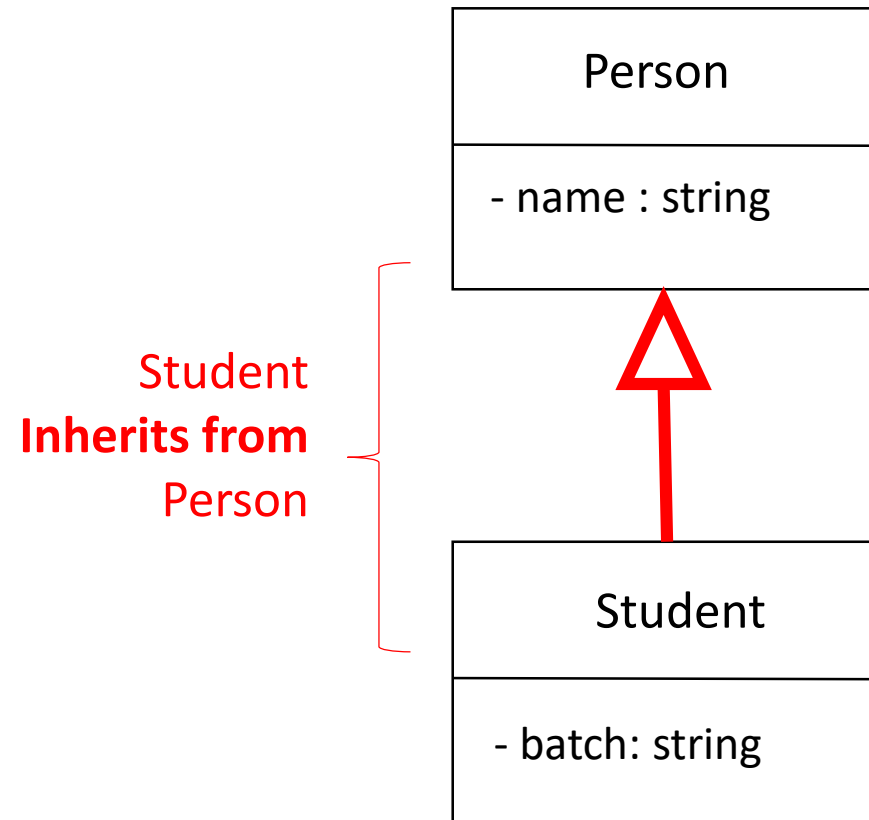 Person
- name : string
Student
Inherits from
Person
Student
- batch: string